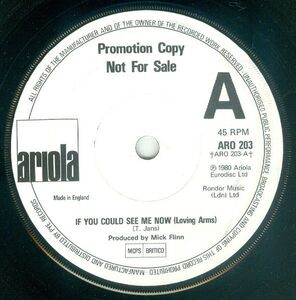 ALL RIGHTS OF THE MANUFACTURER AND OF THE OWNER OF THE RECORDED WORK RESERVED. UNAUTHORISED PUBLIC PERFORMANCE, BROADCASTING AND COPYING OF THIS RECORD PROHIBITED. MANUFACTURED AND DISTRIBUTED BY PYE RECORDS
Promotion Copy
Not For Sale
A
45 RPM
ARO 203
†ARO 203-A†
ariola
℗ 1980 Ariola
Eurodisc Ltd
Made in England
Rondor Music
(Ldn) Ltd
IF YOU COULD SEE ME NOW (Loving Arms)
(T. Jans)
Produced by Mick Flinn
MCPS BRITICO